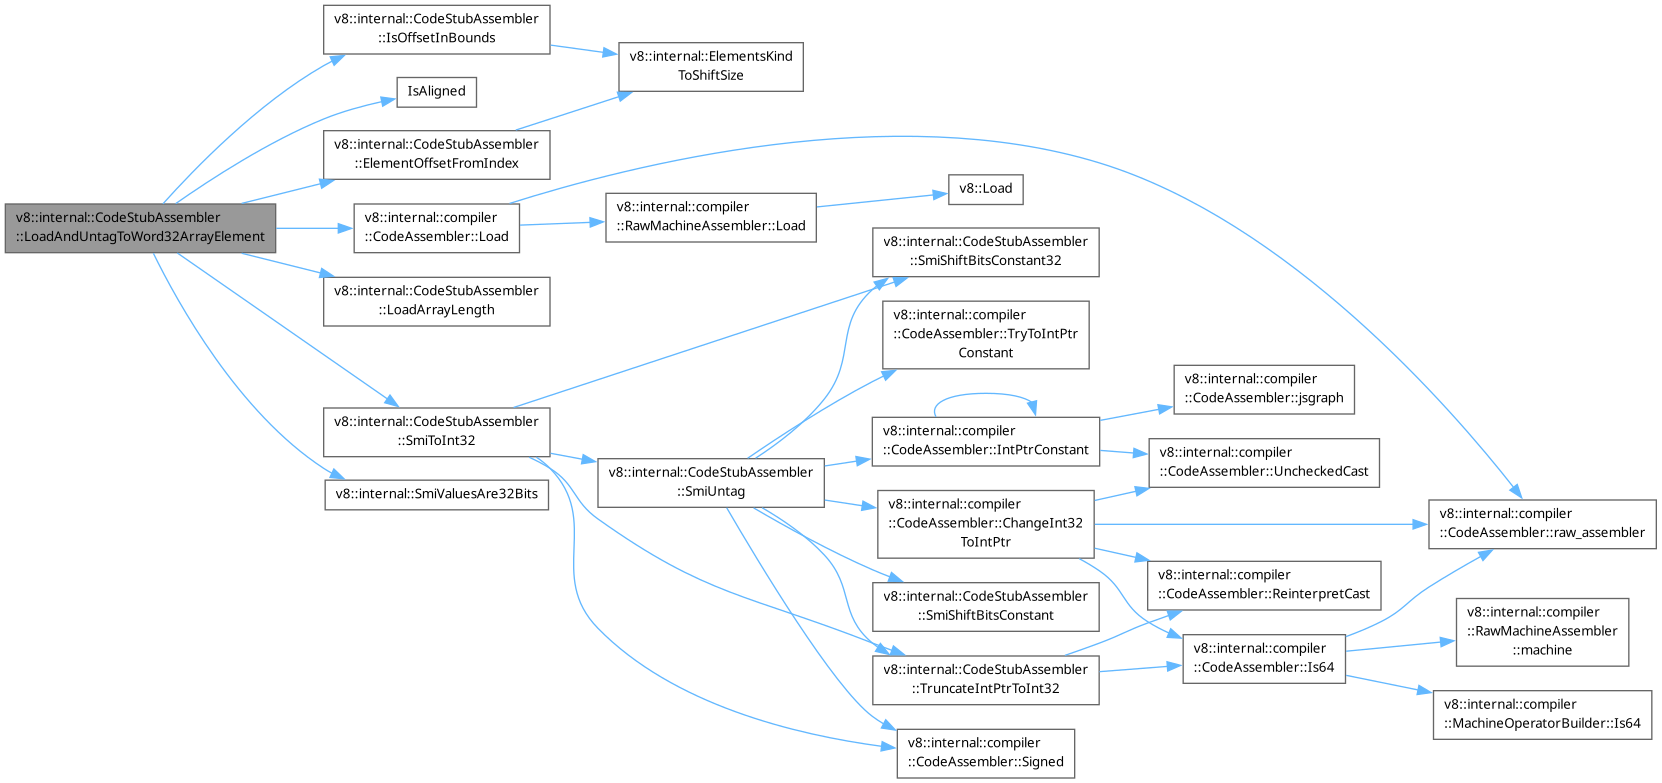 v8::internal::CodeStubAssembler
::LoadAndUntagToWord32ArrayElement
v8::internal::CodeStubAssembler
::IsOffsetInBounds
v8::internal::ElementsKind
ToShiftSize
IsAligned
v8::internal::CodeStubAssembler
::ElementOffsetFromIndex
v8::internal::compiler
::CodeAssembler::Load
v8::internal::compiler
::RawMachineAssembler::Load
v8::Load
v8::internal::CodeStubAssembler
::LoadArrayLength
v8::internal::CodeStubAssembler
::SmiToInt32
v8::internal::SmiValuesAre32Bits
v8::internal::CodeStubAssembler
::SmiUntag
v8::internal::CodeStubAssembler
::SmiShiftBitsConstant32
v8::internal::compiler
::CodeAssembler::TryToIntPtr
Constant
v8::internal::compiler
::CodeAssembler::IntPtrConstant
v8::internal::compiler
::CodeAssembler::ChangeInt32
ToIntPtr
v8::internal::CodeStubAssembler
::SmiShiftBitsConstant
v8::internal::CodeStubAssembler
::TruncateIntPtrToInt32
v8::internal::compiler
::CodeAssembler::Signed
v8::internal::compiler
::CodeAssembler::jsgraph
v8::internal::compiler
::CodeAssembler::UncheckedCast
v8::internal::compiler
::CodeAssembler::ReinterpretCast
v8::internal::compiler
::CodeAssembler::Is64
v8::internal::compiler
::CodeAssembler::raw_assembler
v8::internal::compiler
::RawMachineAssembler
::machine
v8::internal::compiler
::MachineOperatorBuilder::Is64